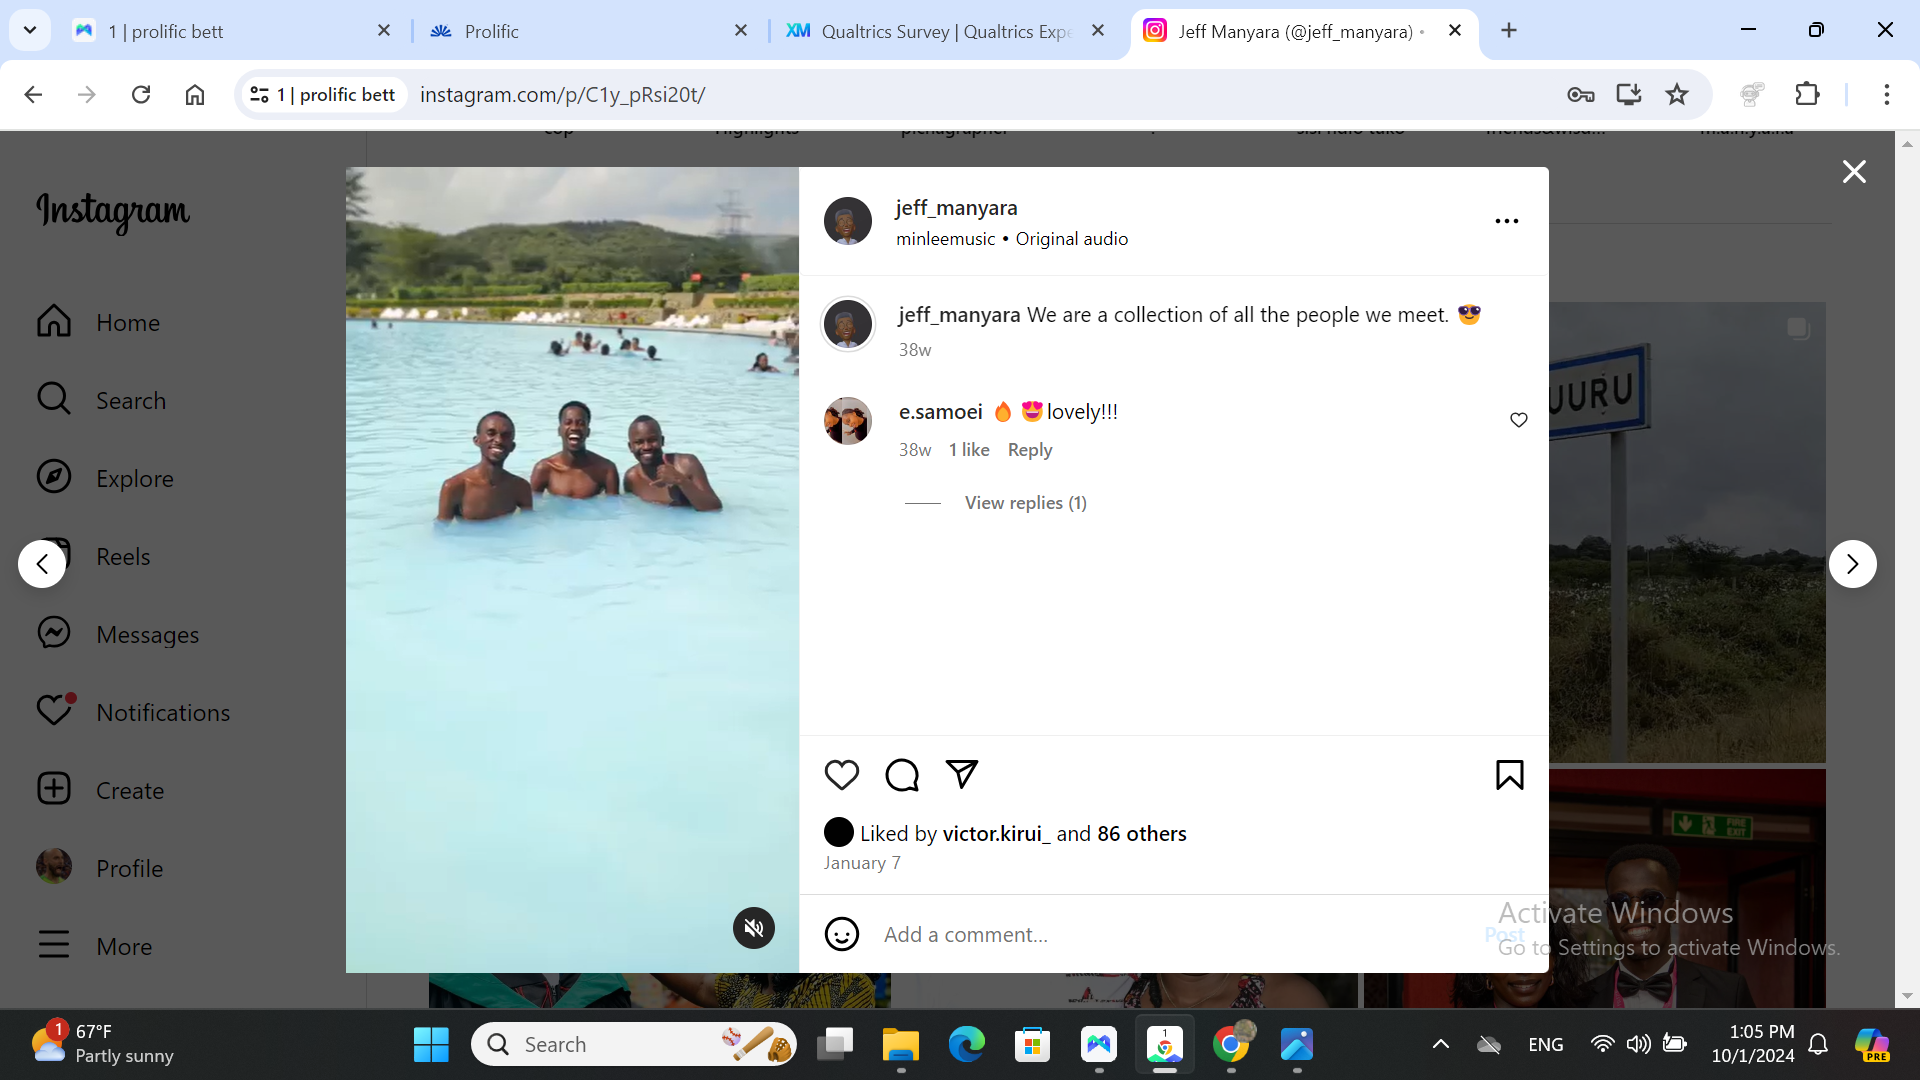 1 | prolific bett
Prolific
Qualtrics Survey | Qualtrics Expe
Jeff Manyara (@jeff_manyara) •
1 | prolific bett
instagram.com/p/C1y_pRsi20t/
Instagram
Home
Search
Explore
Reels
Messages
Notifications
Create
Profile
More
jeff_manyara
minleemusic • Original audio
jeff_manyara We are a collection of all the people we meet. 😎
38w
e.samoei 🔥 😍lovely!!!
38w 1 like Reply
View replies (1)
Liked by victor.kirui_ and 86 others
January 7
Add a comment...
Post
UURU
FIRE
EXIT
Activate Windows
Go to Settings to activate Windows.
1
67°F
Partly sunny
Search
1
ENG
1:05 PM
10/1/2024
PRE